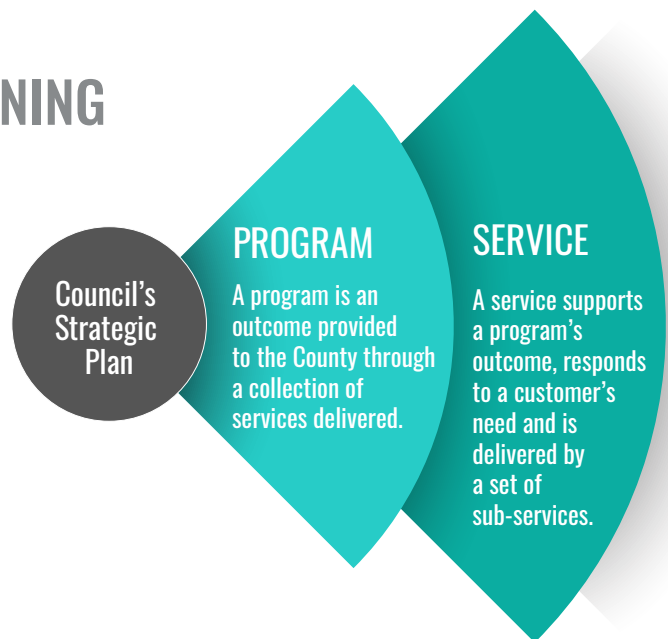 NING
Council's
Strategic
Plan
PROGRAM
A program is an
outcome provided
to the County through
a collection of
services delivered.
SERVICE
A service supports
a program's
outcome, responds
to a customer's
need and is
delivered by
a set of
sub-services.